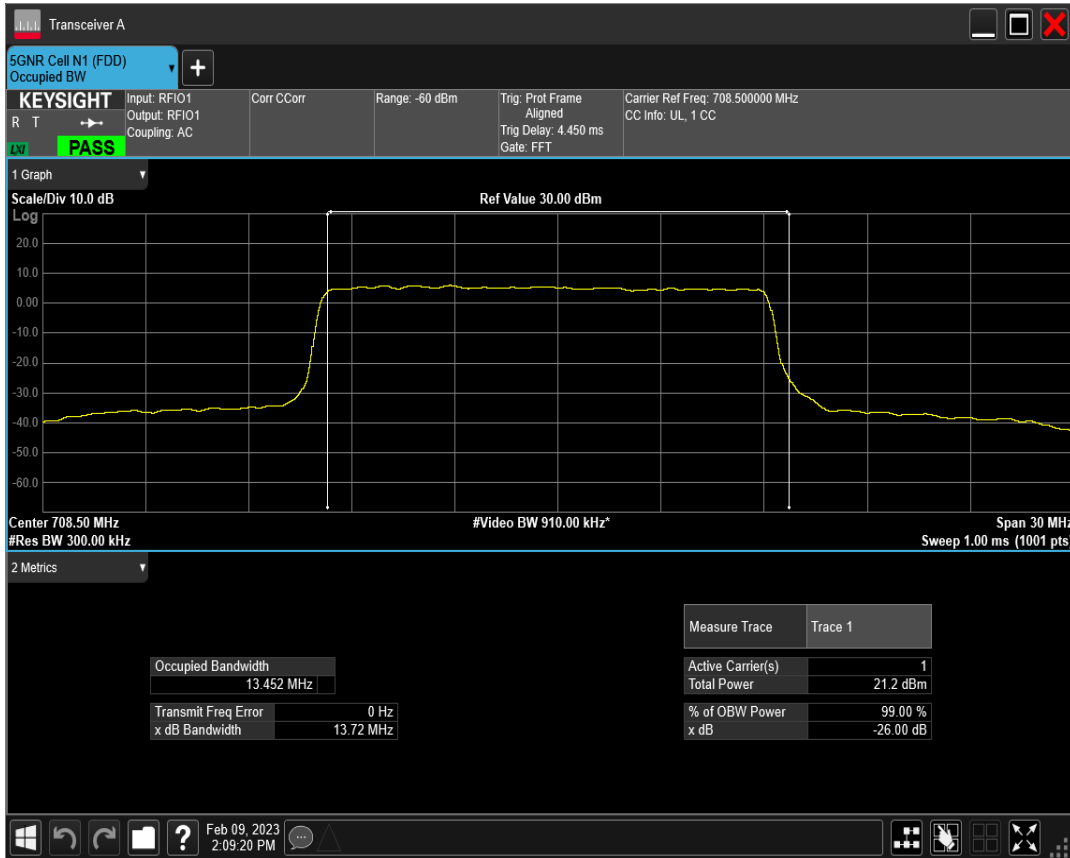 Transceiver A
5GNR Cell N1 (FDD)
Occupied BW
+
KEYSIGHT
R T
LXI
PASS
Input: RFIO1
Output: RFIO1
Coupling: AC
Corr CCorr
Range: -60 dBm
Trig: Prot Frame
Aligned
Trig Delay: 4.450 ms
Gate: FFT
Carrier Ref Freq: 708.500000 MHz
CC Info: UL, 1 CC
1 Graph
Scale/Div 10.0 dB
Ref Value 30.00 dBm
Log
20.0
10.0
0.00
-10.0
-20.0
-30.0
-40.0
-50.0
-60.0
Center 708.50 MHz
#Video BW 910.00 kHz*
Span 30 MHz
#Res BW 300.00 kHz
Sweep 1.00 ms (1001 pts)
2 Metrics
Measure Trace Trace 1
Occupied Bandwidth
13.452 MHz
Active Carrier(s) 1
Total Power 21.2 dBm
Transmit Freq Error 0 Hz
x dB Bandwidth 13.72 MHz
% of OBW Power 99.00 %
x dB -26.00 dB
?
Feb 09, 2023
2:09:20 PM